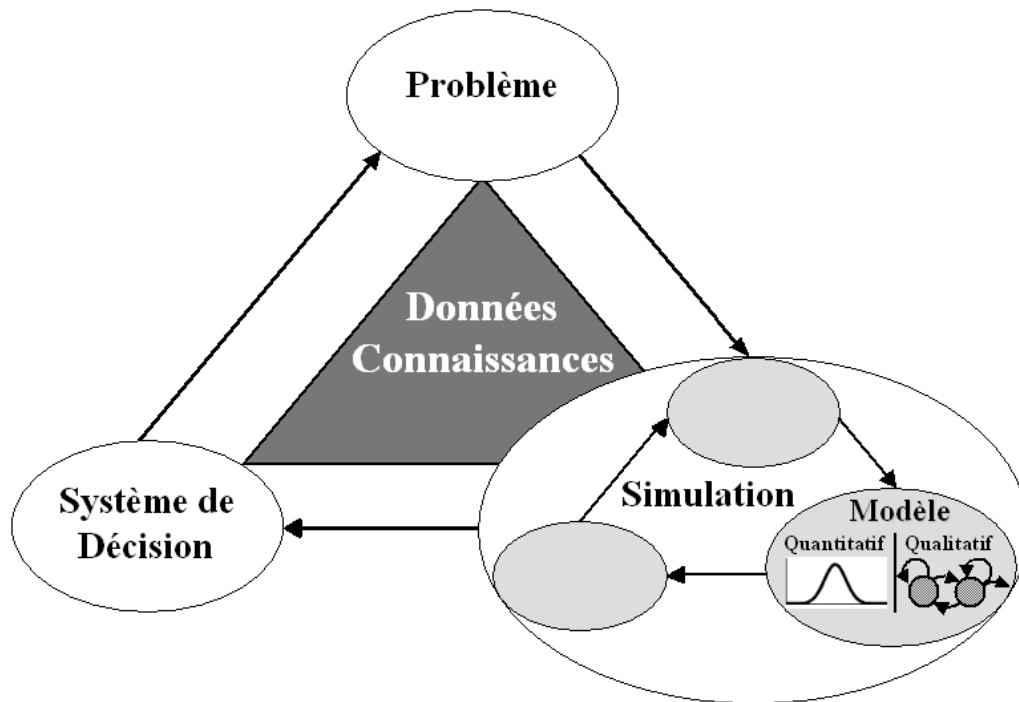 Problème
Données
Connaissances
Simulation
Système de
Décision
Modèle
Quantitatif
Qualitatif